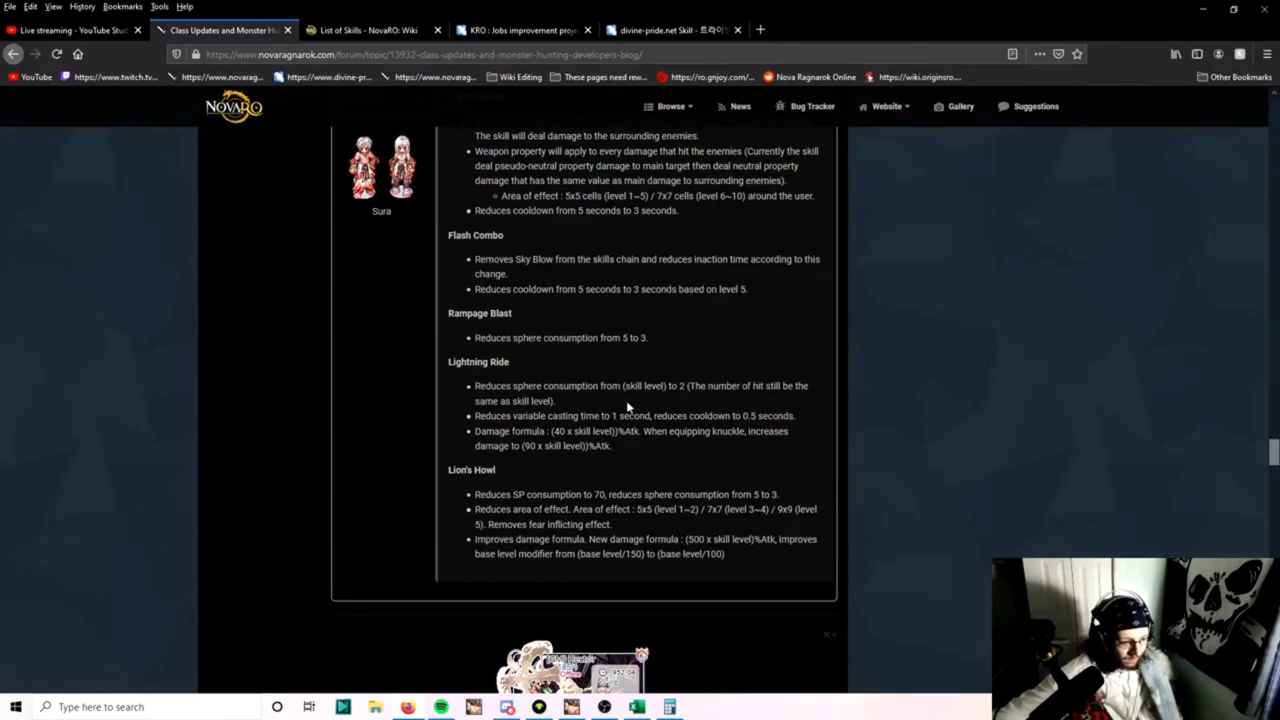 File Edit View History Bookmarks Tools Help
Live streaming - YouTube Stud
Class Updates and Monster Hu
List of Skills - NovaRO: Wiki
KRO : Jobs improvement proje
divine-pride.net Skill - 트라이앵
https://www.novaragnarok.com/forum/topic/13932-class-updates-and-monster-hunting-developers-blog/
YouTube https://www.twitch.tv... https://www.novarag... https://www.divine-pr... https://www.novarag... Wiki Editing These pages need rew... https://ro.gnjoy.com/... Nova Ragnarok Online https://wiki.originsro... Other Bookmarks
NOVARO
Browse News Bug Tracker Website Gallery Suggestions
The skill will deal damage to the surrounding enemies.
Weapon property will apply to every damage that hit the enemies (Currently the skill
deal pseudo-neutral property damage to main target then deal neutral property
damage that has the same value as main damage to surrounding enemies).
Area of effect : 5x5 cells (level 1~5) / 7x7 cells (level 6~10) around the user.
Reduces cooldown from 5 seconds to 3 seconds.
Sura
Flash Combo
Removes Sky Blow from the skills chain and reduces inaction time according to this
change.
Reduces cooldown from 5 seconds to 3 seconds based on level 5.
Rampage Blast
Reduces sphere consumption from 5 to 3.
Lightning Ride
Reduces sphere consumption from (skill level) to 2 (The number of hit still be the
same as skill level).
Reduces variable casting time to 1 second, reduces cooldown to 0.5 seconds.
Damage formula : (40 x skill level))%Atk. When equipping knuckle, increases
damage to (90 x skill level))%Atk.
Lion's Howl
Reduces SP consumption to 70, reduces sphere consumption from 5 to 3.
Reduces area of effect. Area of effect : 5x5 (level 1~2) / 7x7 (level 3~4) / 9x9 (level
5). Removes fear inflicting effect.
Improves damage formula. New damage formula : (500 x skill level)%Atk, improves
base level modifier from (base level/150) to (base level/100)
Type here to search